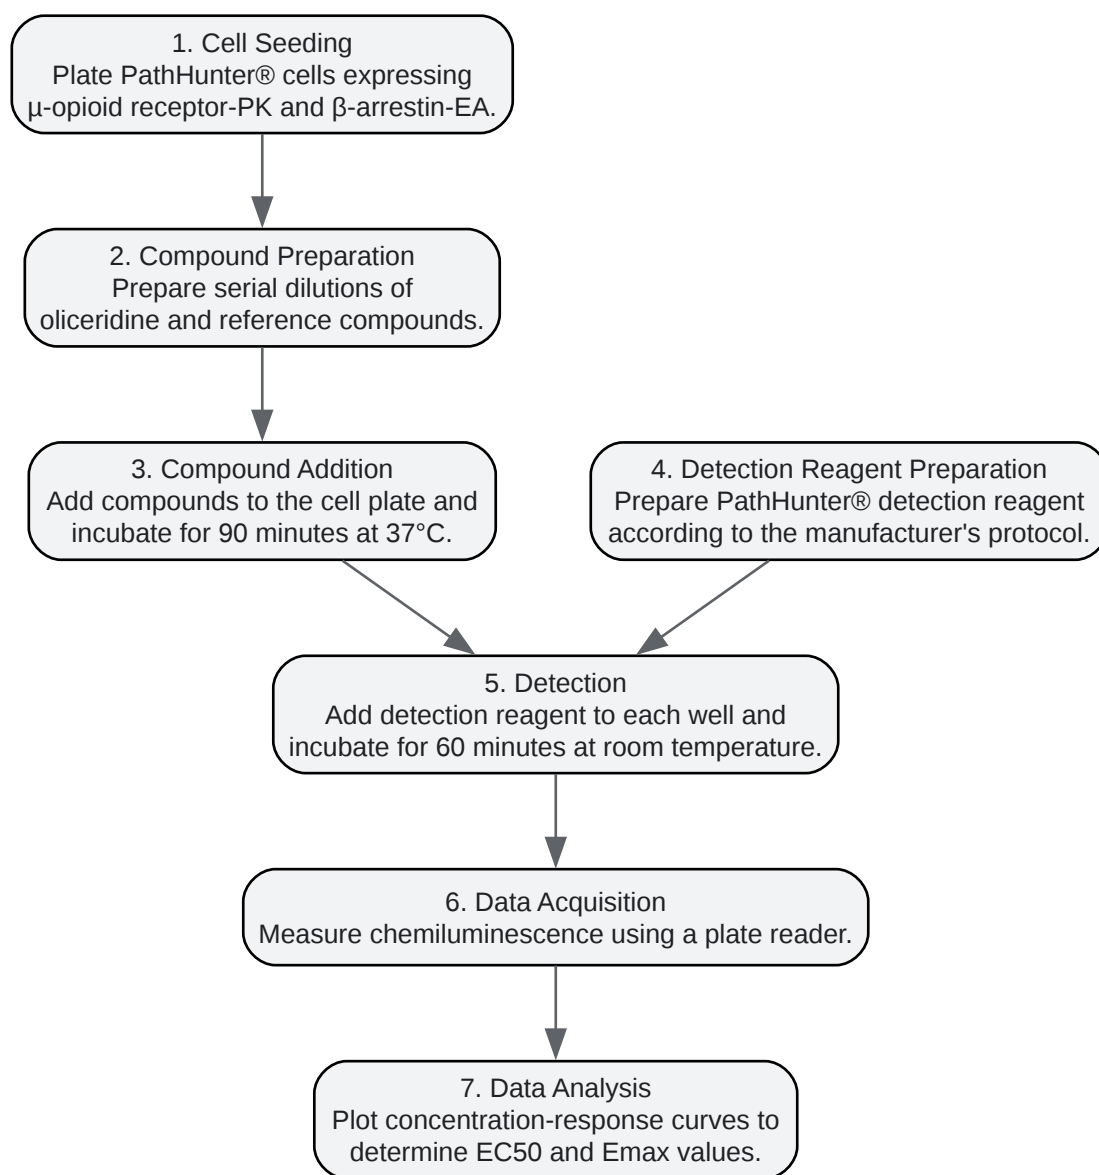 1. Cell Seeding
Plate PathHunter® cells expressing
μ-opioid receptor-PK and β-arrestin-EA.
2. Compound Preparation
Prepare serial dilutions of
oliceridine and reference compounds.
3. Compound Addition
Add compounds to the cell plate and
incubate for 90 minutes at 37°C.
4. Detection Reagent Preparation
Prepare PathHunter® detection reagent
according to the manufacturer's protocol.
5. Detection
Add detection reagent to each well and
incubate for 60 minutes at room temperature.
6. Data Acquisition
Measure chemiluminescence using a plate reader.
7. Data Analysis
Plot concentration-response curves to
determine EC50 and Emax values.